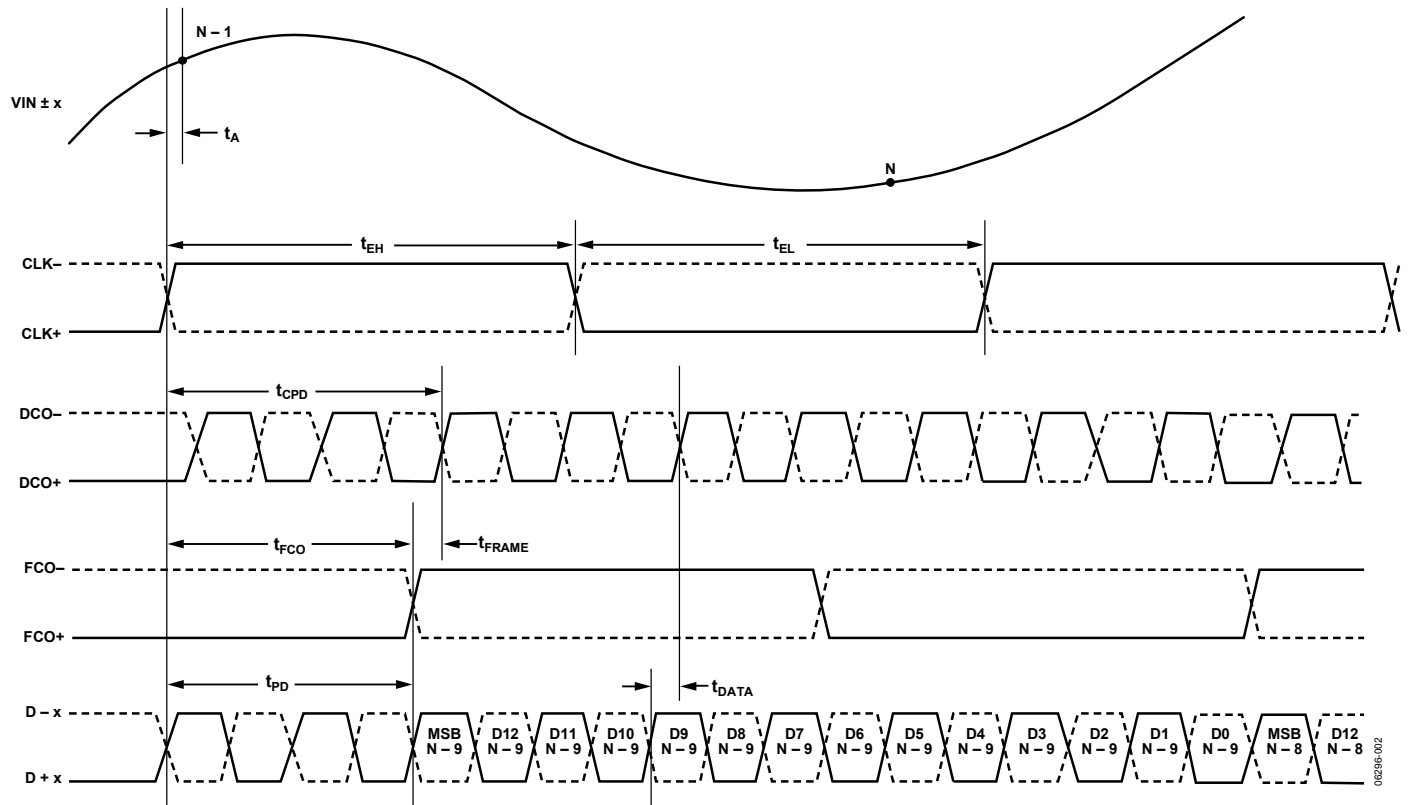 N – 1
VIN ± x
tA
N
tEH
tEL
CLK–
CLK+
tCPD
DCO–
DCO+
tFCO
tFRAME
FCO–
FCO+
tPD
tDATA
D – x
MSB N – 9
D12 N – 9
D11 N – 9
D10 N – 9
D9 N – 9
D8 N – 9
D7 N – 9
D6 N – 9
D5 N – 9
D4 N – 9
D3 N – 9
D2 N – 9
D1 N – 9
D0 N – 9
MSB N – 8
D12 N – 8
D + x
06296-002